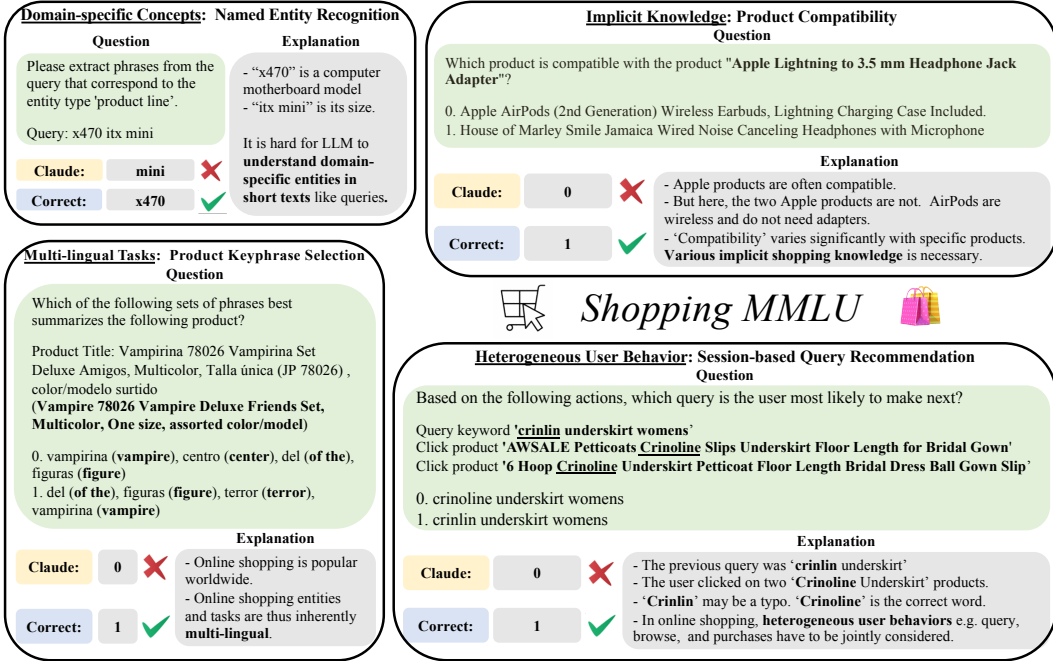 Domain-specific Concepts: Named Entity Recognition
Question
Please extract phrases from the
query that correspond to the
entity type 'product line'.
Query: x470 itx mini
Explanation
- “x470” is a computer
motherboard model
- “itx mini” is its size.
It is hard for LLM to
understand domain-
specific entities in
short texts like queries.
Claude: mini
Correct: x470
Implicit Knowledge: Product Compatibility
Question
Which product is compatible with the product "Apple Lightning to 3.5 mm Headphone Jack
Adapter"?
0. Apple AirPods (2nd Generation) Wireless Earbuds, Lightning Charging Case Included.
1. House of Marley Smile Jamaica Wired Noise Canceling Headphones with Microphone
Claude: 0
Correct: 1
Explanation
- Apple products are often compatible.
- But here, the two Apple products are not. AirPods are
wireless and do not need adapters.
- ‘Compatibility’ varies significantly with specific products.
Various implicit shopping knowledge is necessary.
Multi-lingual Tasks: Product Keyphrase Selection
Question
Which of the following sets of phrases best
summarizes the following product?
Product Title: Vampirina 78026 Vampirina Set
Deluxe Amigos, Multicolor, Talla única (JP 78026) ,
color/modelo surtido
(Vampire 78026 Vampire Deluxe Friends Set,
Multicolor, One size, assorted color/model)
0. vampirina (vampire), centro (center), del (of the),
figuras (figure)
1. del (of the), figuras (figure), terror (terror),
vampirina (vampire)
Claude: 0
Correct: 1
Explanation
- Online shopping is popular
worldwide.
- Online shopping entities
and tasks are thus inherently
multi-lingual.
Shopping MMLU
Heterogeneous User Behavior: Session-based Query Recommendation
Question
Based on the following actions, which query is the user most likely to make next?
Query keyword 'crinlin underskirt womens’
Click product 'AWSALE Petticoats Crinoline Slips Underskirt Floor Length for Bridal Gown'
Click product '6 Hoop Crinoline Underskirt Petticoat Floor Length Bridal Dress Ball Gown Slip’
0. crinoline underskirt womens
1. crinlin underskirt womens
Claude: 0
Correct: 1
Explanation
- The previous query was ‘crinlin underskirt’
- The user clicked on two ‘Crinoline Underskirt’ products.
- ‘Crinlin’ may be a typo. ‘Crinoline’ is the correct word.
- In online shopping, heterogeneous user behaviors e.g. query,
browse, and purchases have to be jointly considered.